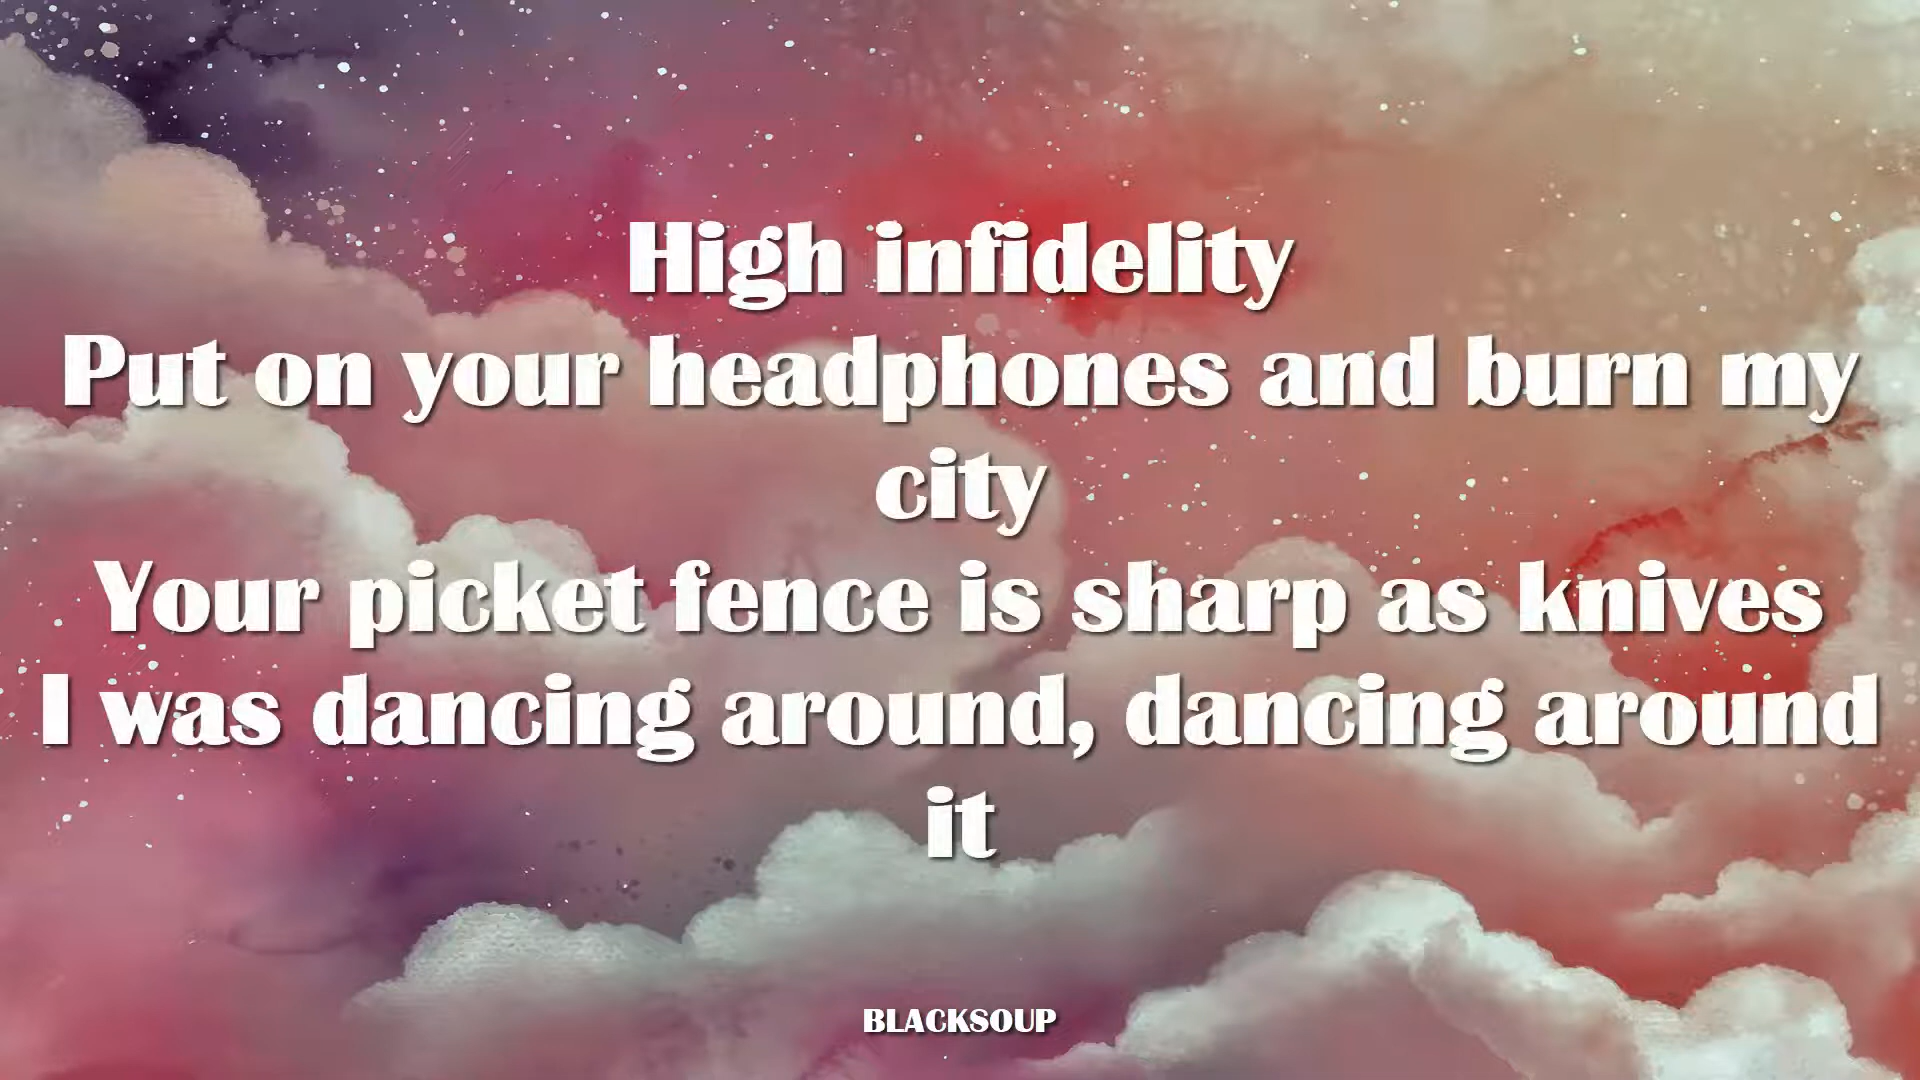 High infidelity
Put on your headphones and burn my
city
Your picket fence is sharp as knives
I was dancing around, dancing around
it
BLACKSOUP